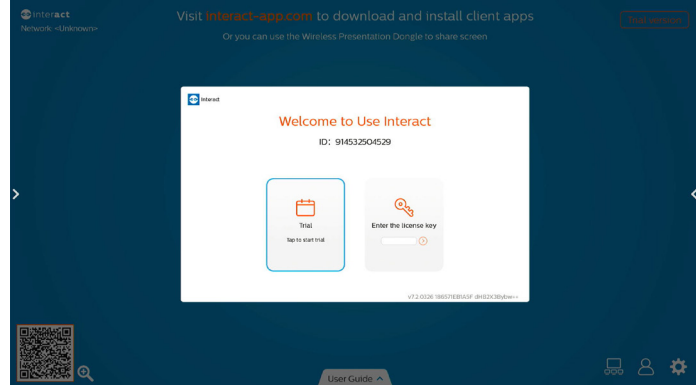 interact
Network: <Unknown>
Visit interact-app.com to download and install client apps
Or you can use the Wireless Presentation Dongle to share screen
Trial version
interact
Welcome to Use Interact
ID: 914532504529
Trial
Tap to start trial
Enter the license key
User Guide